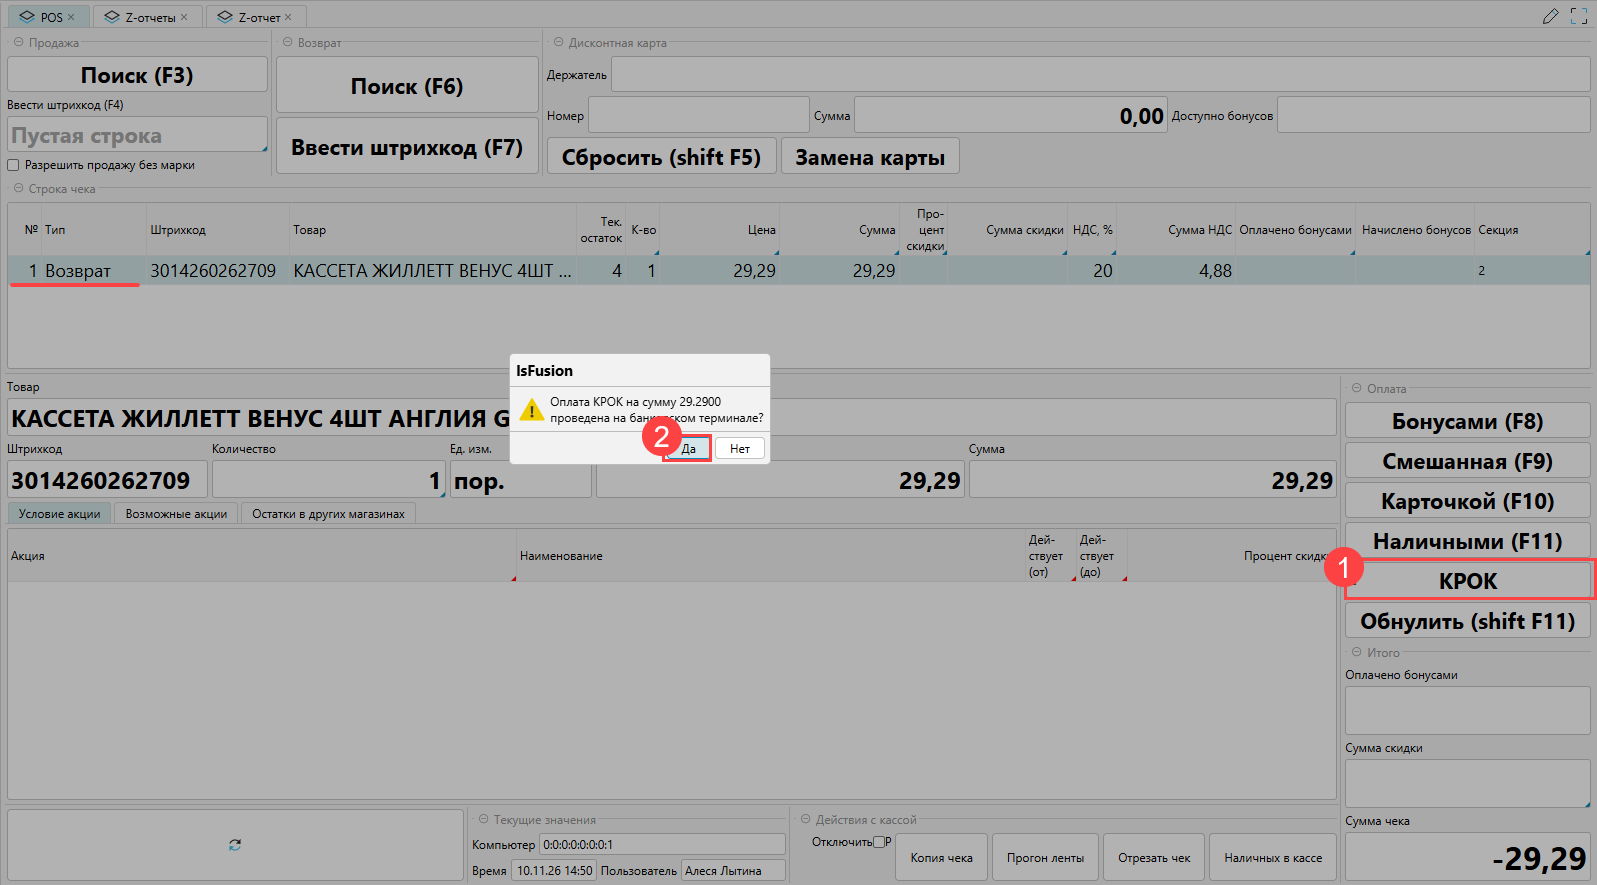 POS
Z-отчеты
Z-отчет
Продажа
Поиск (F3)
Ввести штрихкод (F4)
Пустая строка
Разрешить продажу без марки
Возврат
Поиск (F6)
Ввести штрихкод (F7)
Дисконтная карта
Держатель
Номер
Сумма 0,00 Доступно бонусов
Сбросить (shift F5) Замена карты
Строка чека
№ Тип Штрихкод Товар Тек. остаток К-во Цена Сумма Про-цент скидки Сумма скидки НДС, % Сумма НДС Оплачено бонусами Начислено бонусов Секция
1 Возврат 3014260262709 КАССЕТА ЖИЛЛЕТТ ВЕНУС 4ШТ ... 4 1 29,29 29,29 20 4,88 2
lsFusion
Оплата КРОК на сумму 29.2900
проведена на банковском терминале?
2
Да Нет
Товар
КАССЕТА ЖИЛЛЕТТ ВЕНУС 4ШТ АНГЛИЯ G
Штрихкод Количество Ед. изм. Сумма
3014260262709 1 пор. 29,29 29,29
Условие акции Возможные акции Остатки в других магазинах
Акция Наименование Дей-ствует (от) Дей-ствует (до) Процент скидк
Оплата
Бонусами (F8)
Смешанная (F9)
Карточкой (F10)
Наличными (F11)
1
КРОК
Обнулить (shift F11)
Итого
Оплачено бонусами
Сумма скидки
Сумма чека
-29,29
Текущие значения
Компьютер 0:0:0:0:0:0:0:1
Время 10.11.26 14:50 Пользователь Алеся Лытина
Действия с кассой
Отключить Р
Копия чека Прогон ленты Отрезать чек Наличных в кассе